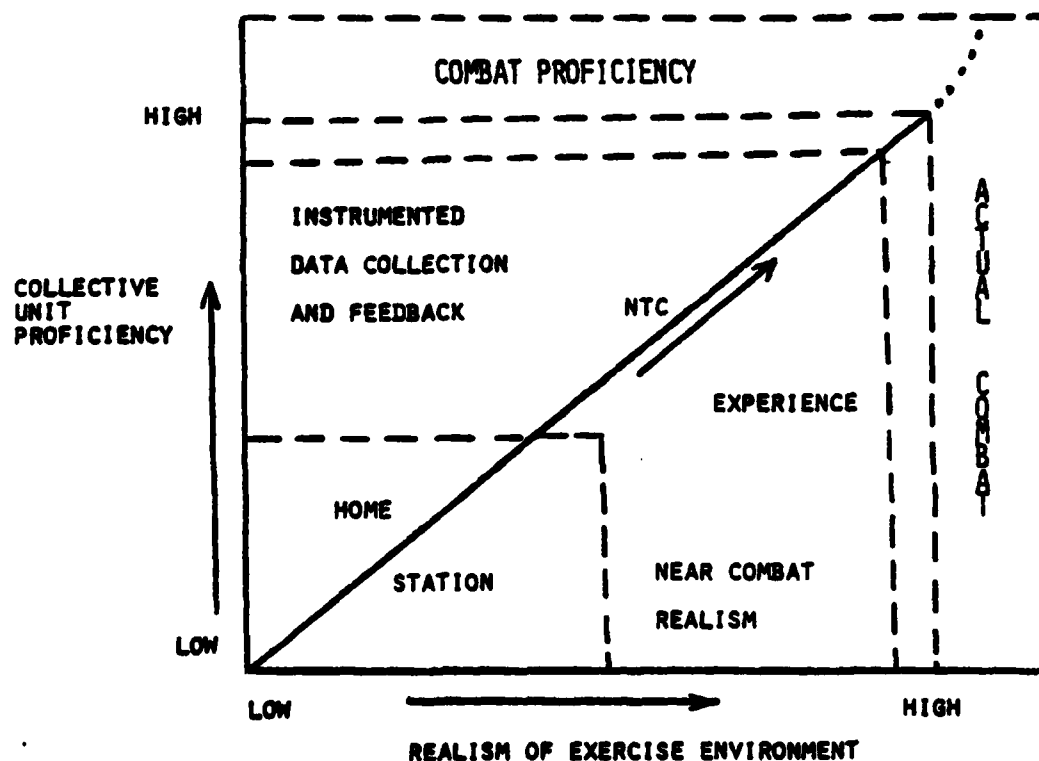 COMBAT PROFICIENCY
HIGH
INSTRUMENTED
DATA COLLECTION
AND FEEDBACK
COLLECTIVE
UNIT
PROFICIENCY
NTC
EXPERIENCE
ACTUAL COMBAT
HOME
STATION
NEAR COMBAT
REALISM
LOW
LOW
HIGH
REALISM OF EXERCISE ENVIRONMENT